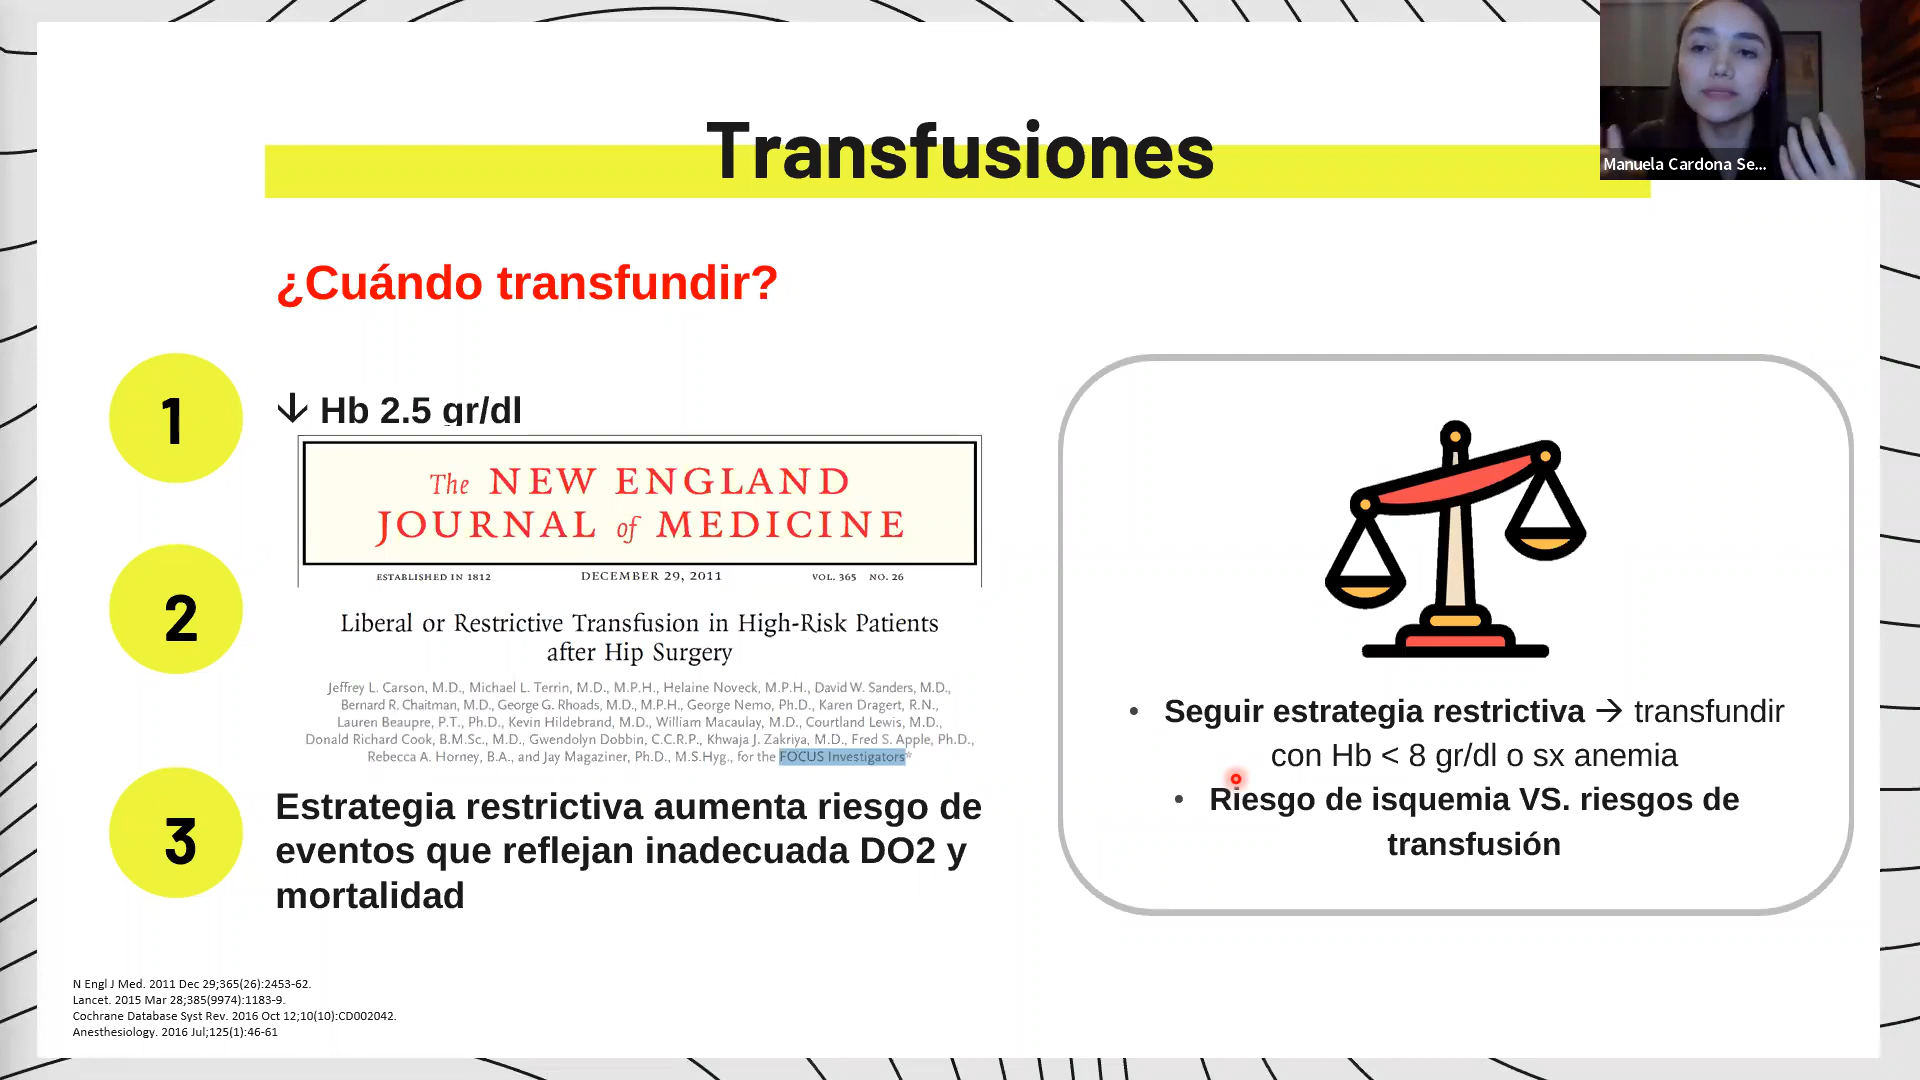 Transfusiones
Manuela Cardona Se...
¿Cuándo transfundir?
1
↓ Hb 2.5 gr/dl
The NEW ENGLAND
JOURNAL of MEDICINE
ESTABLISHED IN 1812 DECEMBER 29, 2011 VOL. 365 NO. 26
2
Liberal or Restrictive Transfusion in High-Risk Patients
after Hip Surgery
Jeffrey L. Carson, M.D., Michael L. Terrin, M.D., M.P.H., Helaine Noveck, M.P.H., David W. Sanders, M.D.,
Bernard R. Chaitman, M.D., George G. Rhoads, M.D., M.P.H., George Nemo, Ph.D., Karen Dragert, R.N.,
Lauren Beaupre, P.T., Ph.D., Kevin Hildebrand, M.D., William Macaulay, M.D., Courtland Lewis, M.D.,
Donald Richard Cook, B.M.Sc., M.D., Gwendolyn Dobbin, C.C.R.P., Khwaja J. Zakriya, M.D., Fred S. Apple, Ph.D.,
Rebecca A. Horney, B.A., and Jay Magaziner, Ph.D., M.S.Hyg., for the FOCUS Investigators*
3
Estrategia restrictiva aumenta riesgo de
eventos que reflejan inadecuada DO2 y
mortalidad
• Seguir estrategia restrictiva → transfundir
con Hb < 8 gr/dl o sx anemia
• Riesgo de isquemia VS. riesgos de
transfusión
N Engl J Med. 2011 Dec 29;365(26):2453-62.
Lancet. 2015 Mar 28;385(9974):1183-9.
Cochrane Database Syst Rev. 2016 Oct 12;10(10):CD002042.
Anesthesiology. 2016 Jul;125(1):46-61